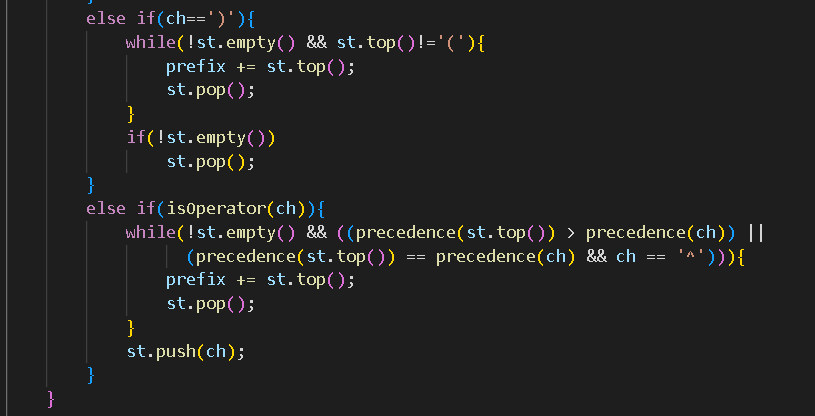 else if(ch==')'){
while(!st.empty() && st.top()!='('){
prefix += st.top();
st.pop();
}
if(!st.empty())
st.pop();
}
else if(isOperator(ch)){
while(!st.empty() && ((precedence(st.top()) > precedence(ch)) ||
(precedence(st.top()) == precedence(ch) && ch == '^'))){
prefix += st.top();
st.pop();
}
st.push(ch);
}
}